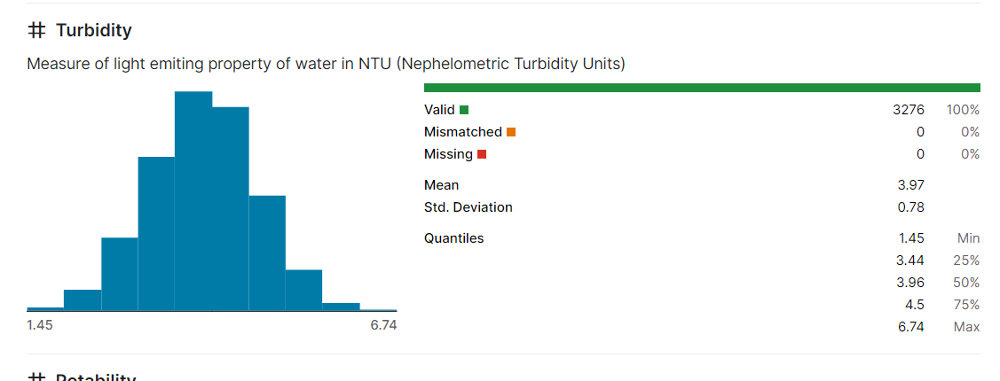 # Turbidity
Measure of light emiting property of water in NTU (Nephelometric Turbidity Units)
1.45 6.74
Valid 3276 100%
Mismatched 0 0%
Missing 0 0%
Mean 3.97
Std. Deviation 0.78
Quantiles 1.45 Min
3.44 25%
3.96 50%
4.5 75%
6.74 Max
# Potability